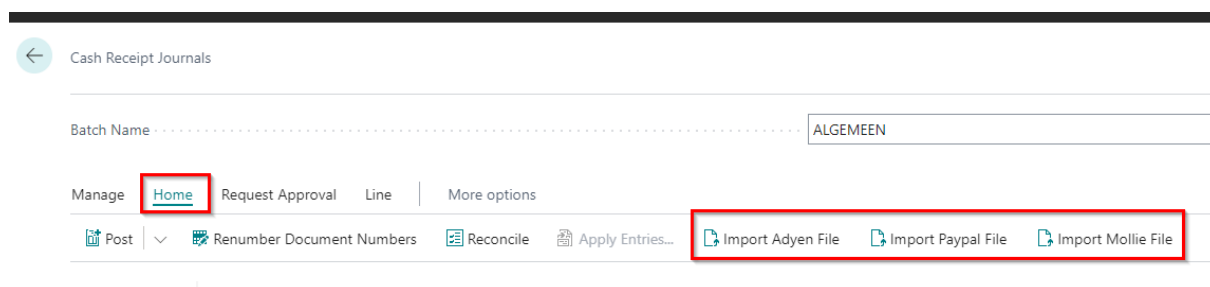 Cash Receipt Journals
Batch Name ALGEMEEN
Manage Home Request Approval Line More options
Post Renumber Document Numbers Reconcile Apply Entries... Import Adyen File Import Paypal File Import Mollie File